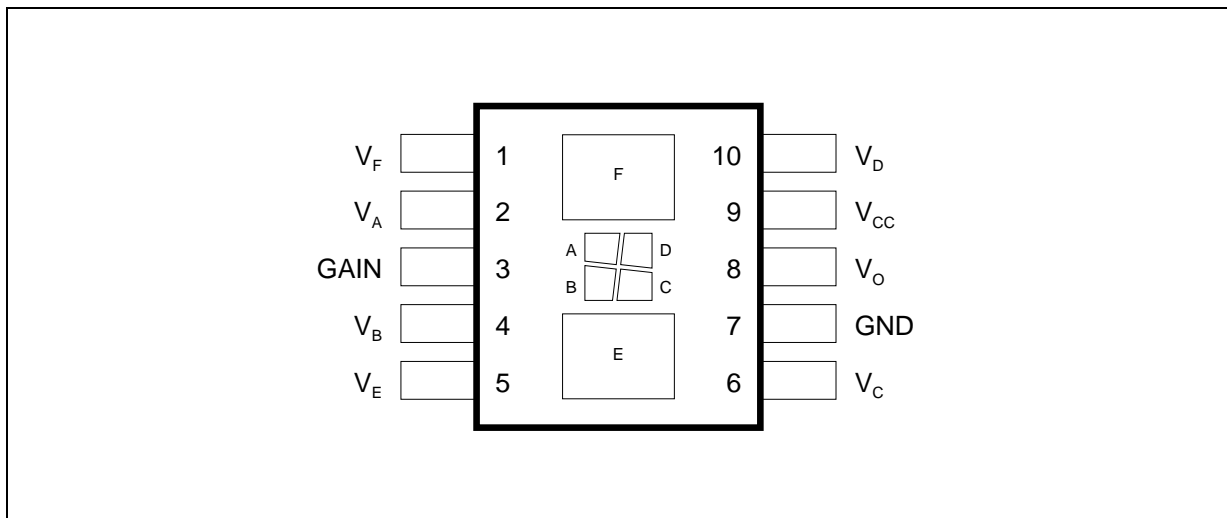 V_F 1 F 10 V_D
V_A 2 9 V_CC
A D
GAIN 3 8 V_O
B C
V_B 4 7 GND
E
V_E 5 6 V_C